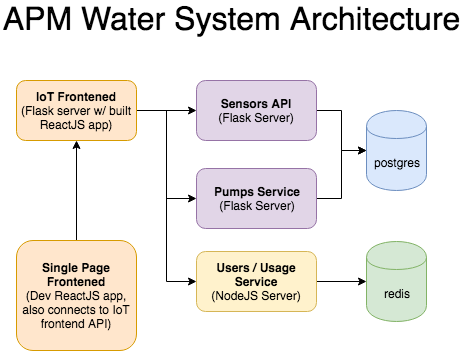 APM Water System Architecture
IoT Frontened
(Flask server w/ built
ReactJS app)
Sensors API
(Flask Server)
postgres
Pumps Service
(Flask Server)
Single Page
Frontened
(Dev ReactJS app,
also connects to IoT
frontend API)
Users / Usage
Service
(NodeJS Server)
redis